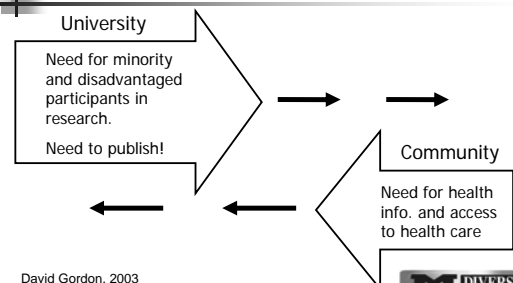 University
Need for minority
and disadvantaged
participants in
research.
Need to publish!
Community
Need for health
info. and access
to health care
David Gordon, 2003